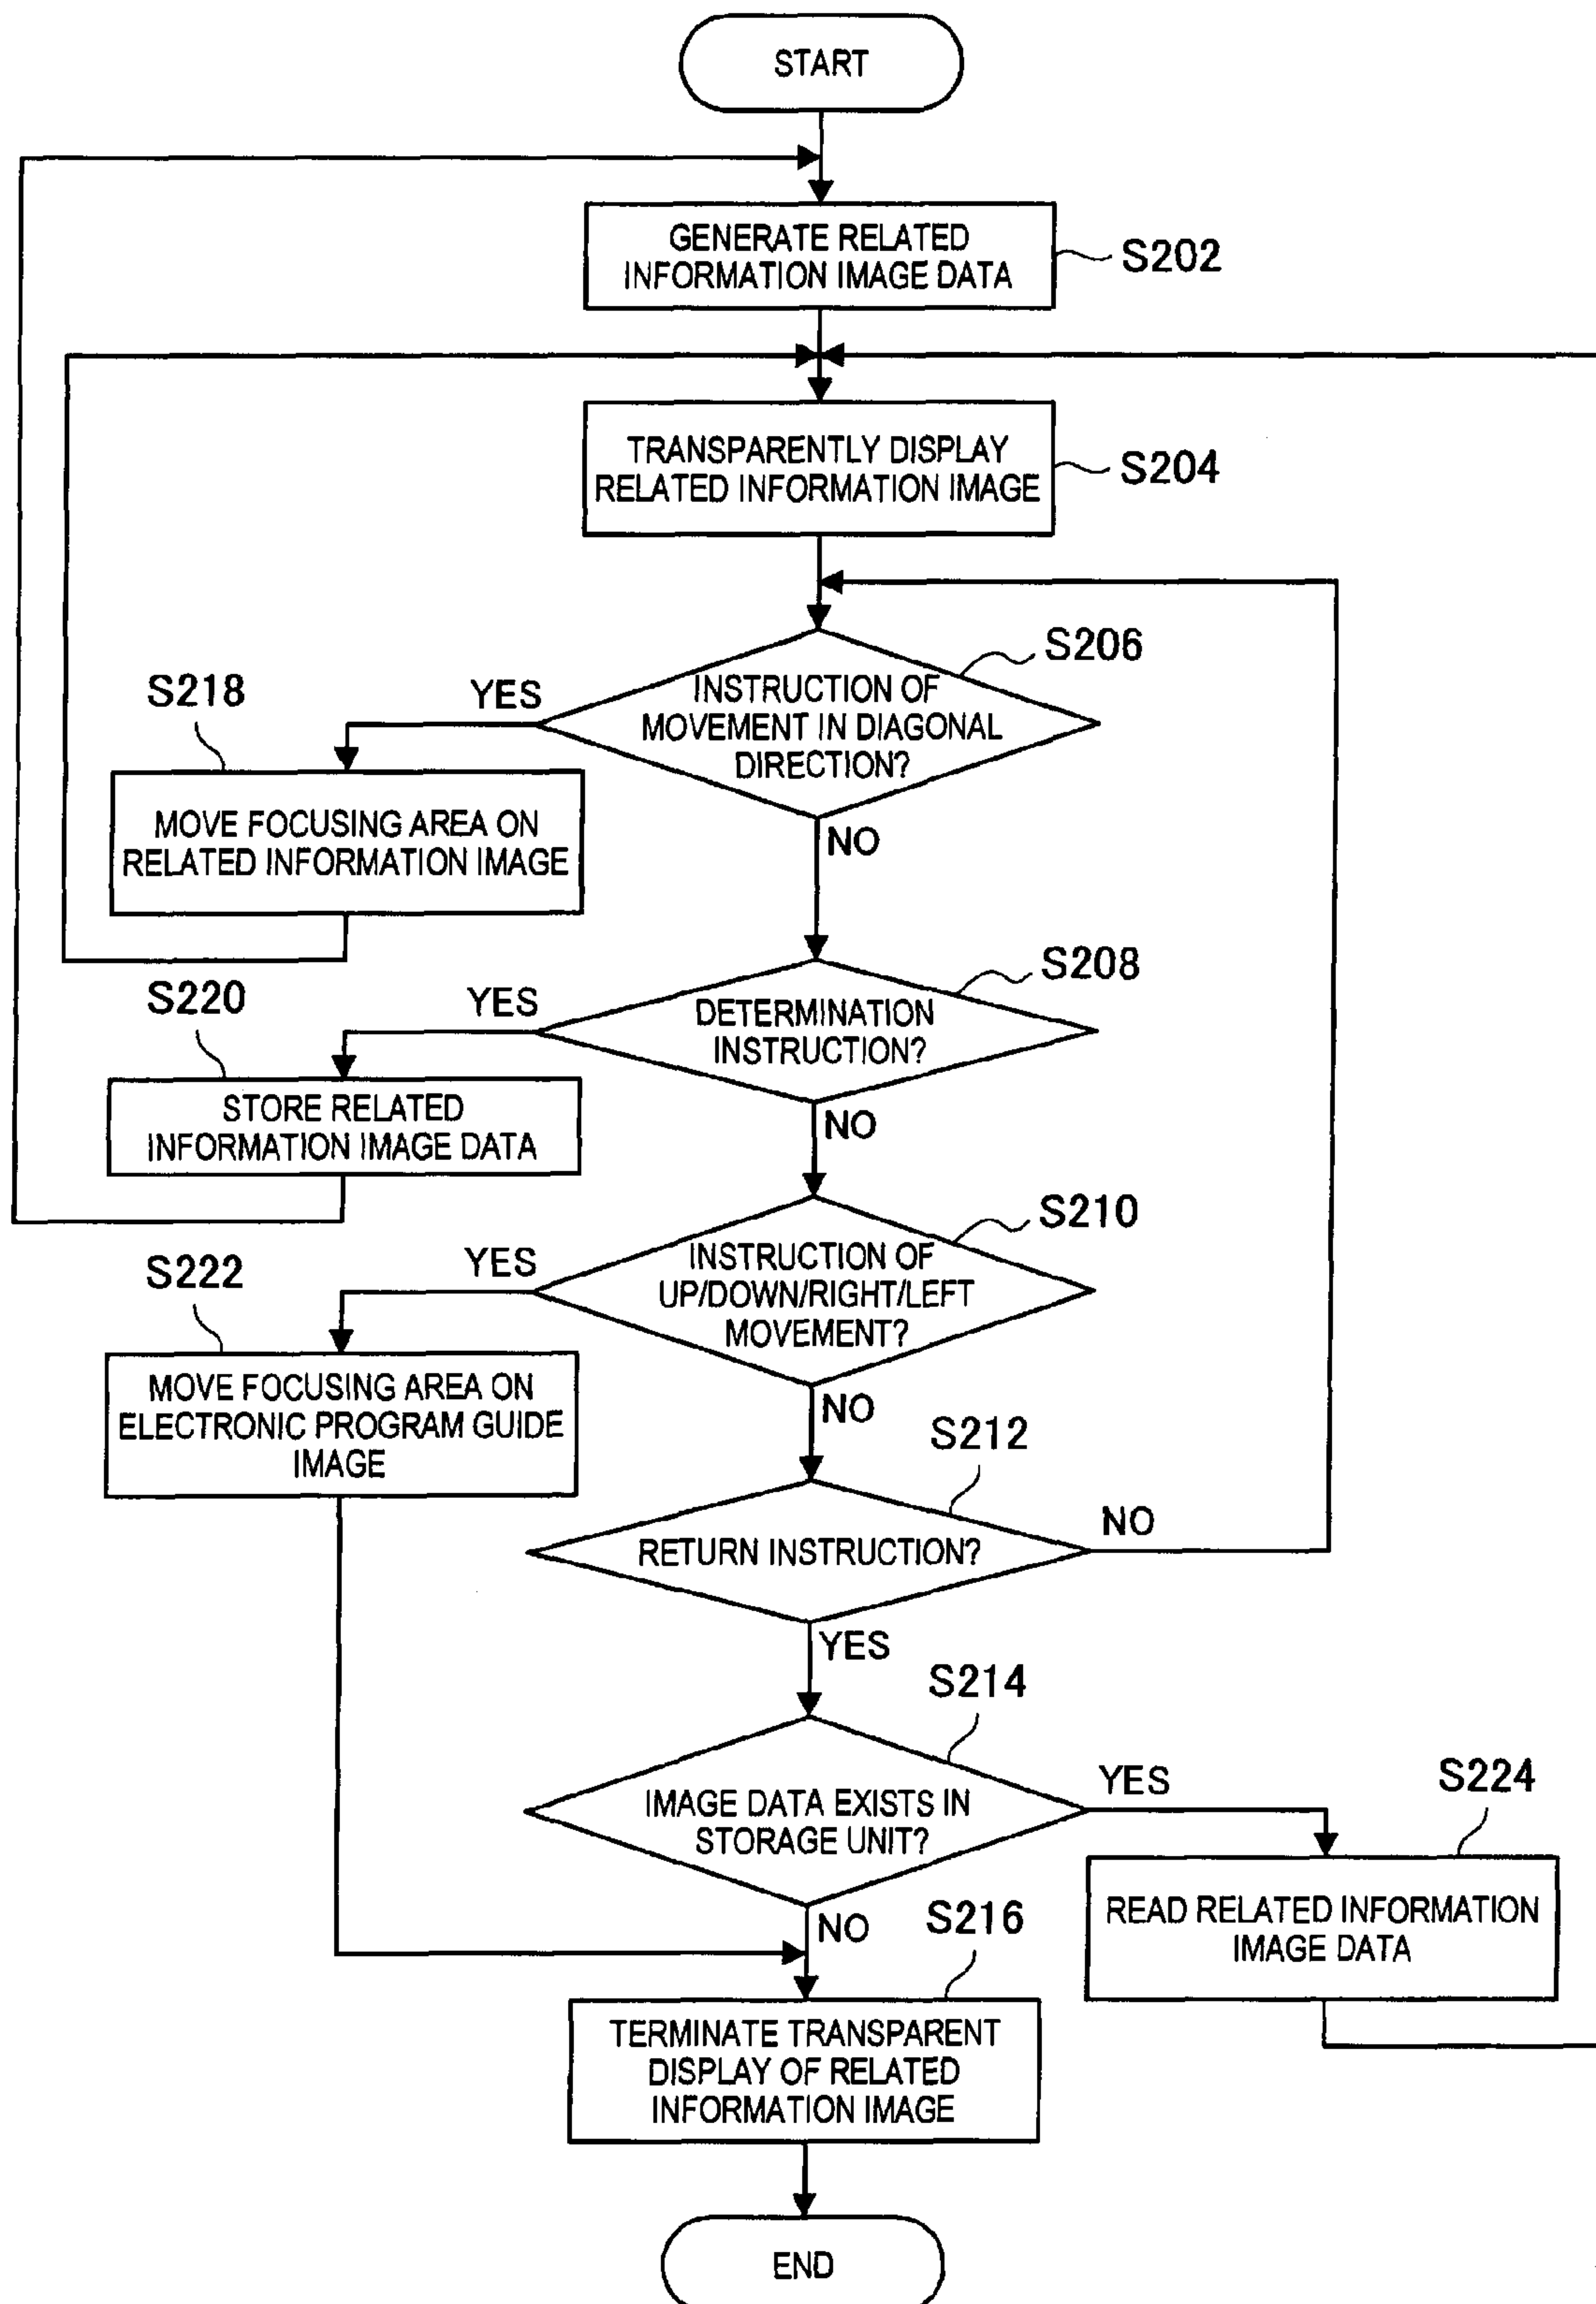 START
GENERATE RELATED
INFORMATION IMAGE DATA
S202
TRANSPARENTLY DISPLAY
RELATED INFORMATION IMAGE
S204
S206
INSTRUCTION OF
MOVEMENT IN DIAGONAL
DIRECTION?
YES
S218
MOVE FOCUSING AREA ON
RELATED INFORMATION IMAGE
NO
S208
DETERMINATION
INSTRUCTION?
YES
S220
STORE RELATED
INFORMATION IMAGE DATA
NO
S210
INSTRUCTION OF
UP/DOWN/RIGHT/LEFT
MOVEMENT?
YES
S222
MOVE FOCUSING AREA ON
ELECTRONIC PROGRAM GUIDE
IMAGE
NO
S212
RETURN INSTRUCTION?
NO
YES
S214
IMAGE DATA EXISTS IN
STORAGE UNIT?
YES
S224
READ RELATED INFORMATION
IMAGE DATA
NO
S216
TERMINATE TRANSPARENT
DISPLAY OF RELATED
INFORMATION IMAGE
END